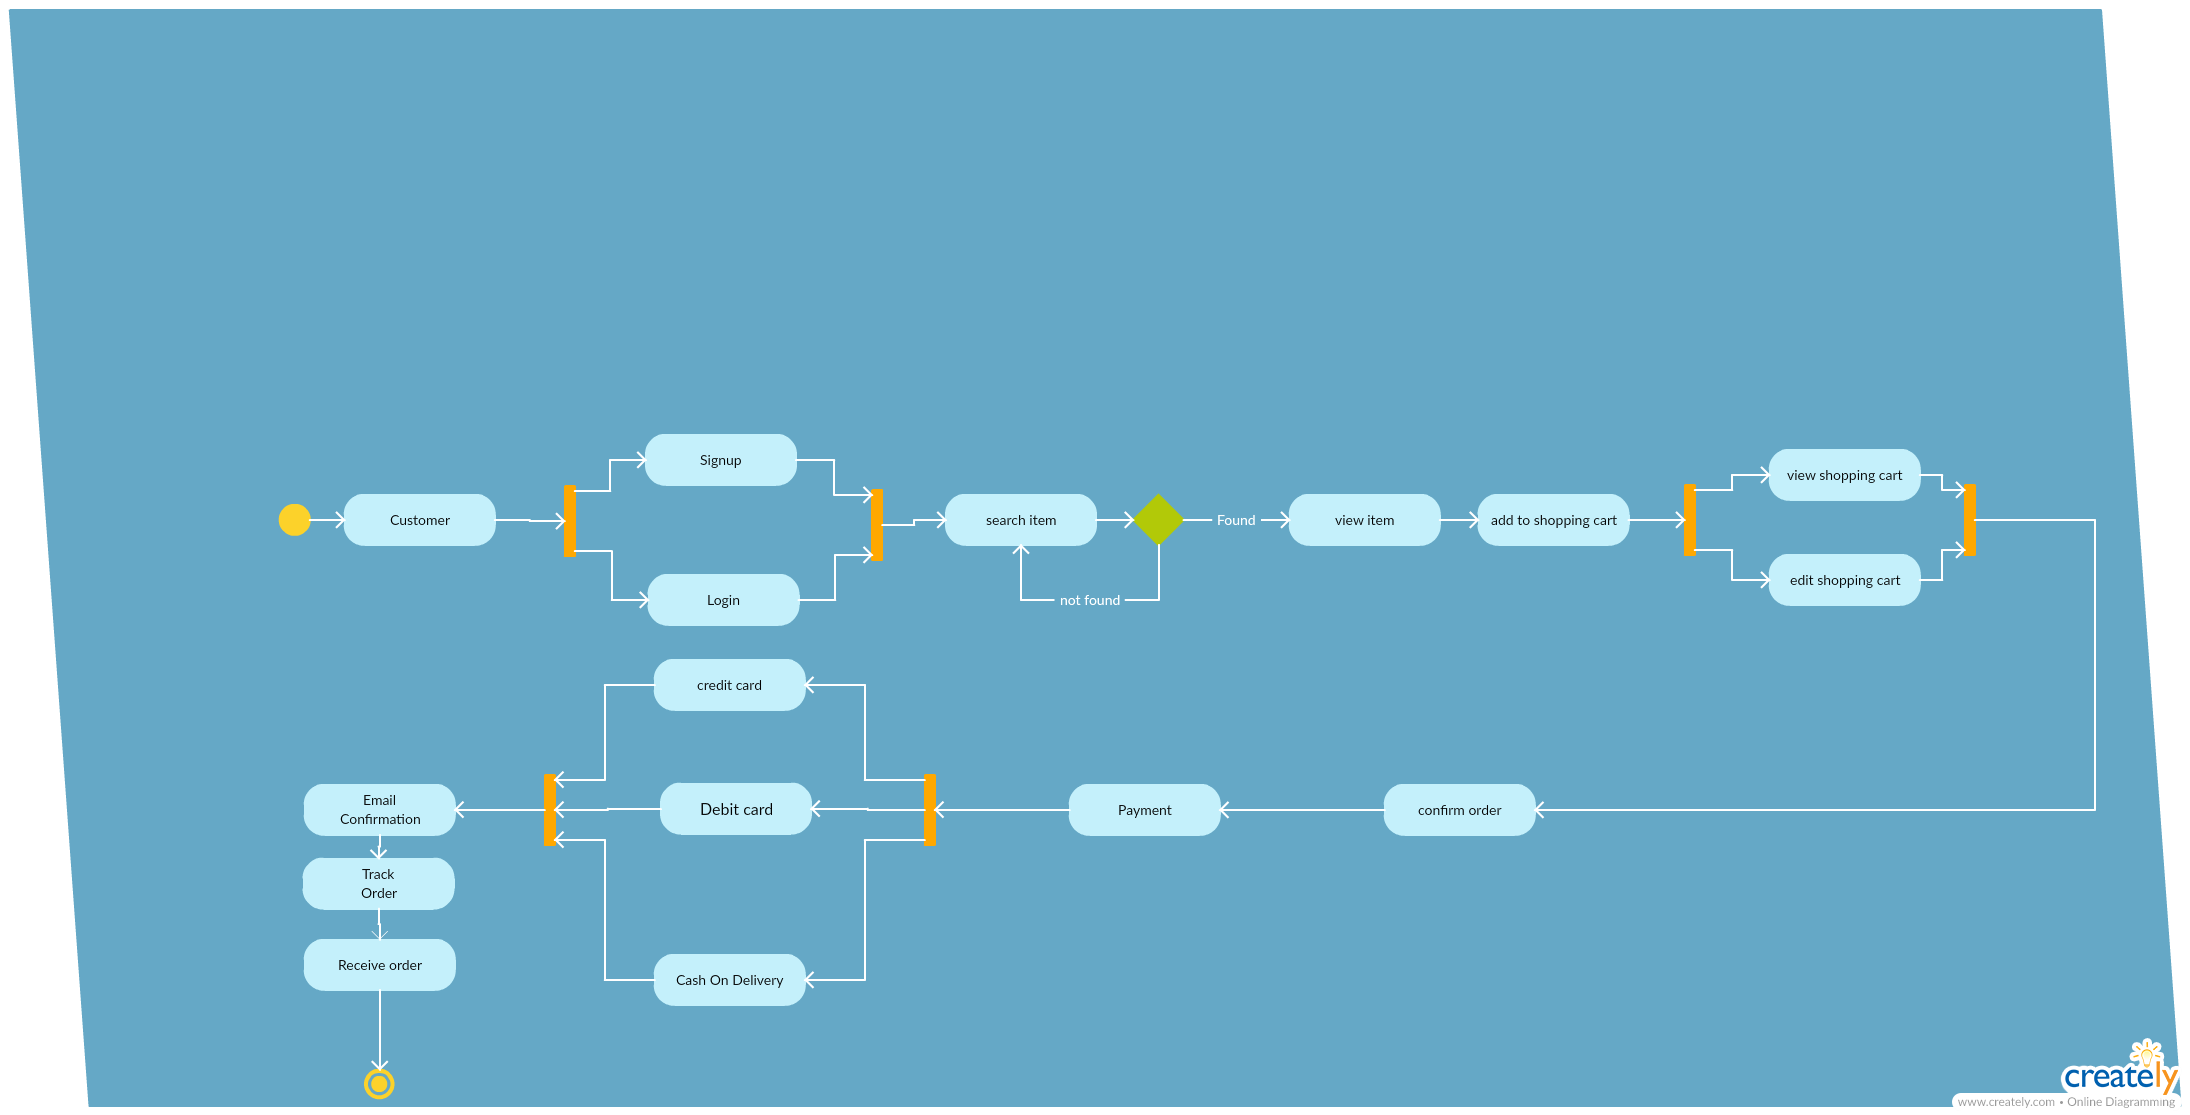 Signup
Customer
Login
search item
Found
not found
view item
add to shopping cart
view shopping cart
edit shopping cart
credit card
Debit card
Cash On Delivery
Payment
confirm order
Email
Confirmation
Track
Order
Receive order
creately
www.creately.com • Online Diagramming